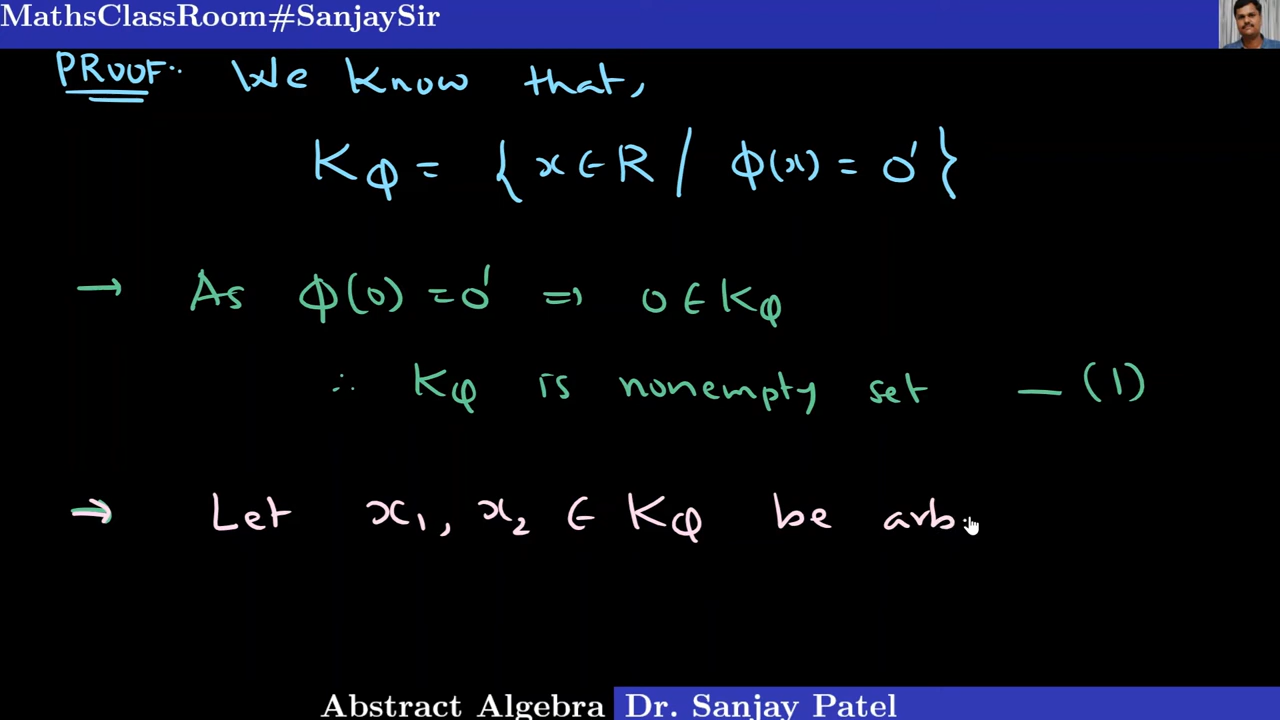 MathsClassRoom#SanjaySir
PROOF:- We know that,
Kφ = { x ∈ R / φ(x) = 0' }
→ As φ(0) = 0' ⇒ 0 ∈ Kφ
∴ Kφ is nonempty set — (1)
→ Let x₁, x₂ ∈ Kφ be arb.
Abstract Algebra Dr. Sanjay Patel